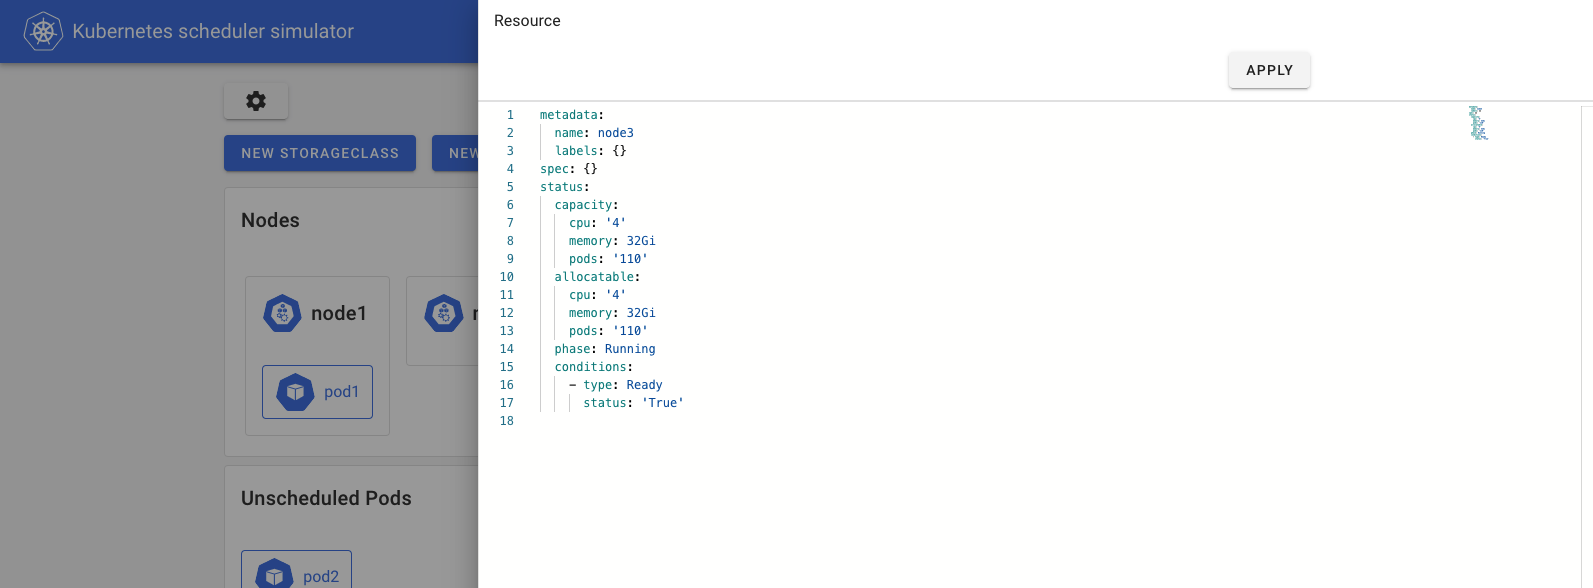 Kubernetes scheduler simulator
NEW STORAGECLASS
NEW
Nodes
node1
pod1
Unscheduled Pods
pod2
Resource
APPLY
1 metadata:
2 name: node3
3 labels: {}
4 spec: {}
5 status:
6 capacity:
7 cpu: '4'
8 memory: 32Gi
9 pods: '110'
10 allocatable:
11 cpu: '4'
12 memory: 32Gi
13 pods: '110'
14 phase: Running
15 conditions:
16 - type: Ready
17 status: 'True'
18